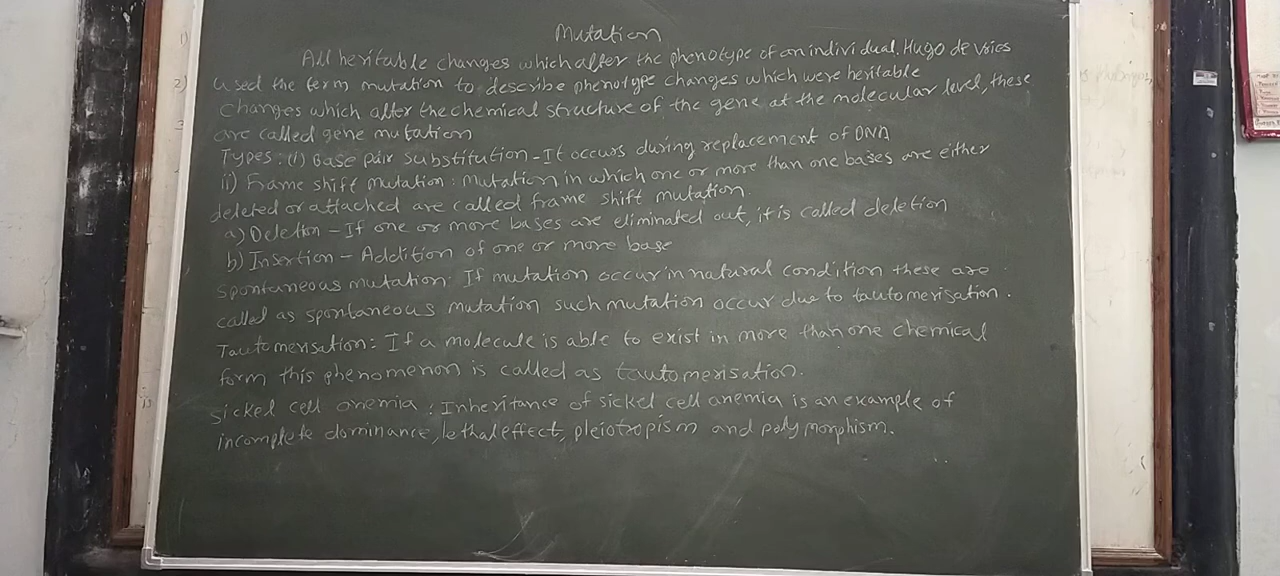 Mutation
All heritable changes which alter the phenotype of an individual. Hugo de vries
used the term mutation to describe phenotype changes which were heritable
changes which alter the chemical structure of the gene at the molecular level, these
are called gene mutation
Types: (i) Base pair substitution - It occurs during replacement of DNA
ii) Frame shift mutation: mutation in which one or more than one bases are either
deleted or attached are called frame shift mutation.
a) Deletion - If one or more bases are eliminated out, it is called deletion
b) Insertion - Addition of one or more base
Spontaneous mutation: If mutation occur in natural condition these are
called as spontaneous mutation such mutation occur due to tautomerisation.
Tautomerisation: If a molecule is able to exist in more than one chemical
form this phenomenon is called as tautomerisation.
Sickel cell anemia: Inheritance of sickel cell anemia is an example of
incomplete dominance, lethal effect, pleiotropism and polymorphism.
1)
2)
3